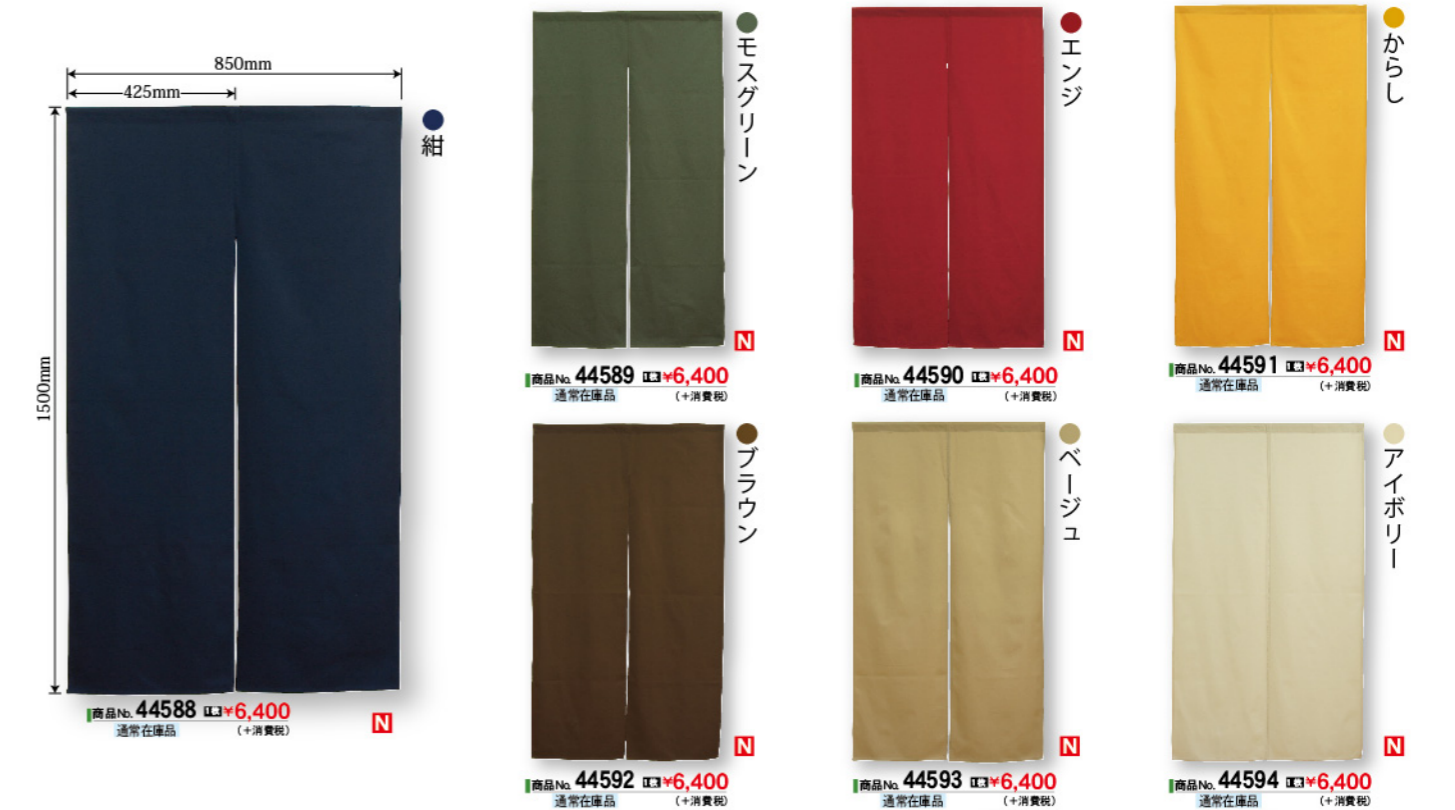 850mm
425mm
1500mm
紺
商品No. 44588 1枚 ¥6,400
通常在庫品 (+消費税)
N
モスグリーン
N
商品No. 44589 1枚 ¥6,400
通常在庫品 (+消費税)
エンジ
N
商品No. 44590 1枚 ¥6,400
通常在庫品 (+消費税)
からし
N
商品No. 44591 1枚 ¥6,400
通常在庫品 (+消費税)
ブラウン
N
商品No. 44592 1枚 ¥6,400
通常在庫品 (+消費税)
ベージュ
N
商品No. 44593 1枚 ¥6,400
通常在庫品 (+消費税)
アイボリー
N
商品No. 44594 1枚 ¥6,400
通常在庫品 (+消費税)